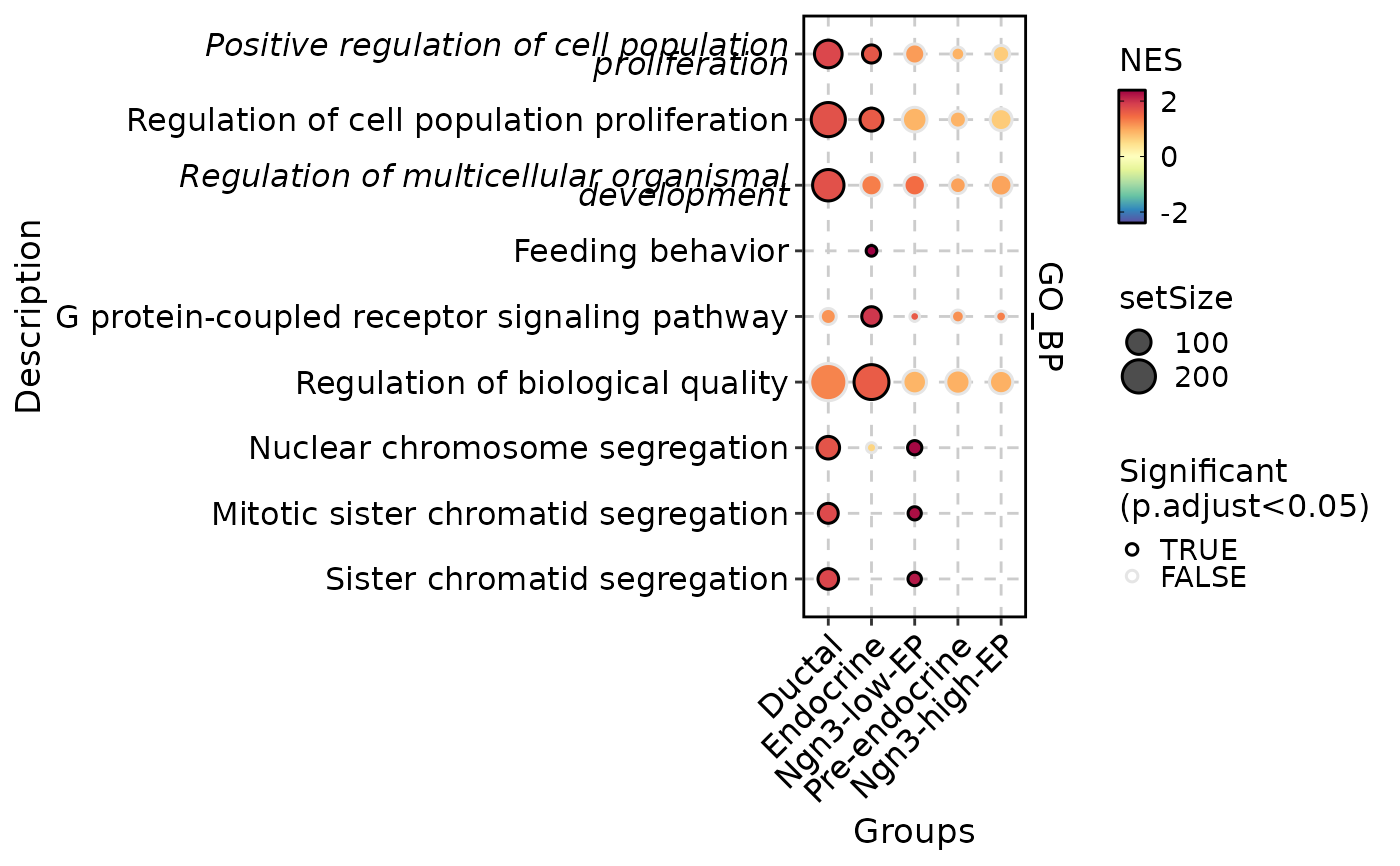 Positive regulation of cell population
proliferation
Regulation of cell population proliferation
Regulation of multicellular organismal
development
Feeding behavior
G protein-coupled receptor signaling pathway
Regulation of biological quality
Nuclear chromosome segregation
Mitotic sister chromatid segregation
Sister chromatid segregation
Description
Ductal
Endocrine
Ngn3-low-EP
Pre-endocrine
Ngn3-high-EP
Groups
GO_BP
NES
2
0
-2
setSize
100
200
Significant
(p.adjust<0.05)
TRUE
FALSE